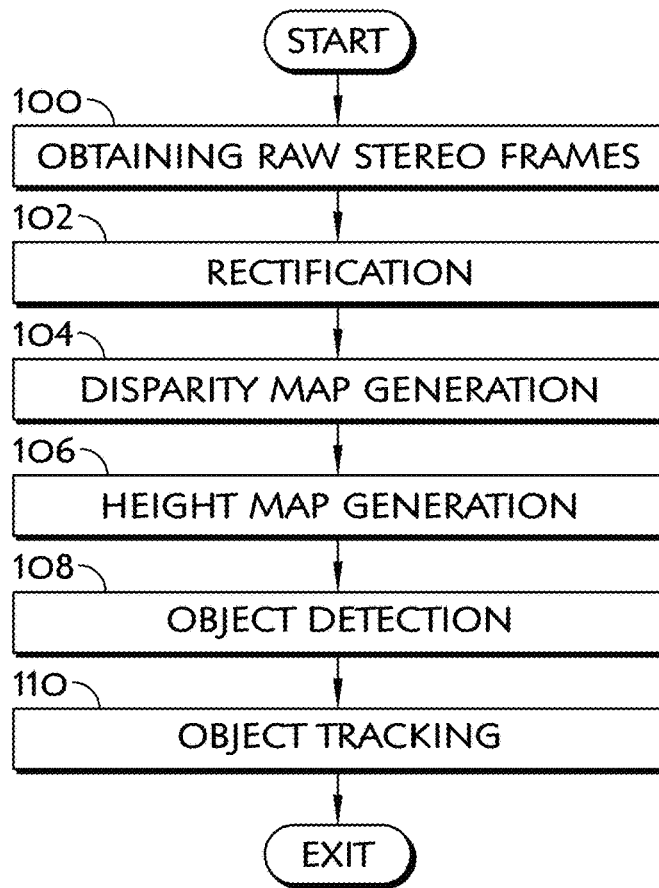 START
100
OBTAINING RAW STEREO FRAMES
102
RECTIFICATION
104
DISPARITY MAP GENERATION
106
HEIGHT MAP GENERATION
108
OBJECT DETECTION
110
OBJECT TRACKING
EXIT